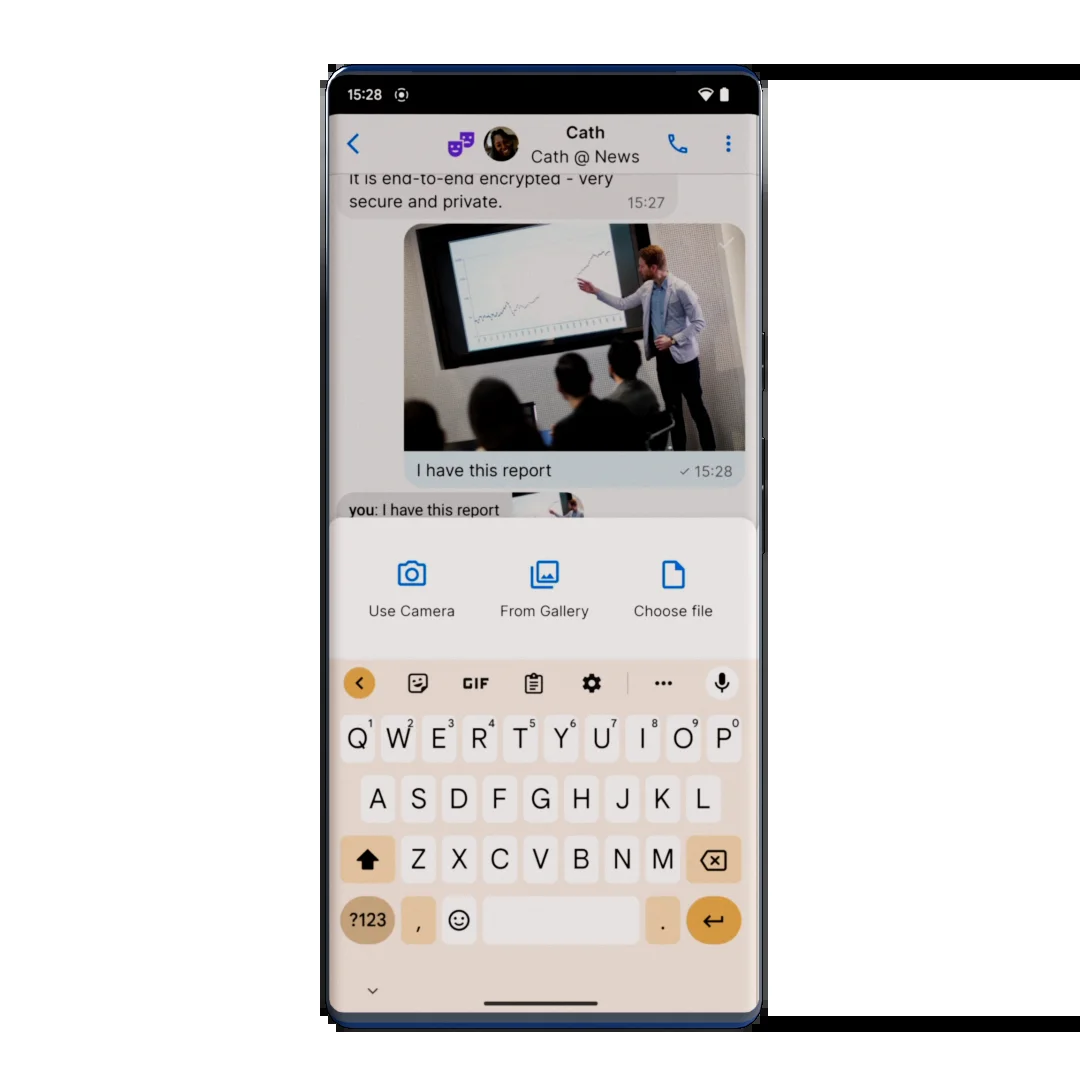 15:28
Cath
Cath @ News
It is end-to-end encrypted - very
secure and private.
15:27
I have this report
15:28
you: I have this report
Use Camera
From Gallery
Choose file
GIF
Q1 W2 E3 R4 T5 Y6 U7 I8 O9 P0
A S D F G H J K L
Z X C V B N M
?123 , .